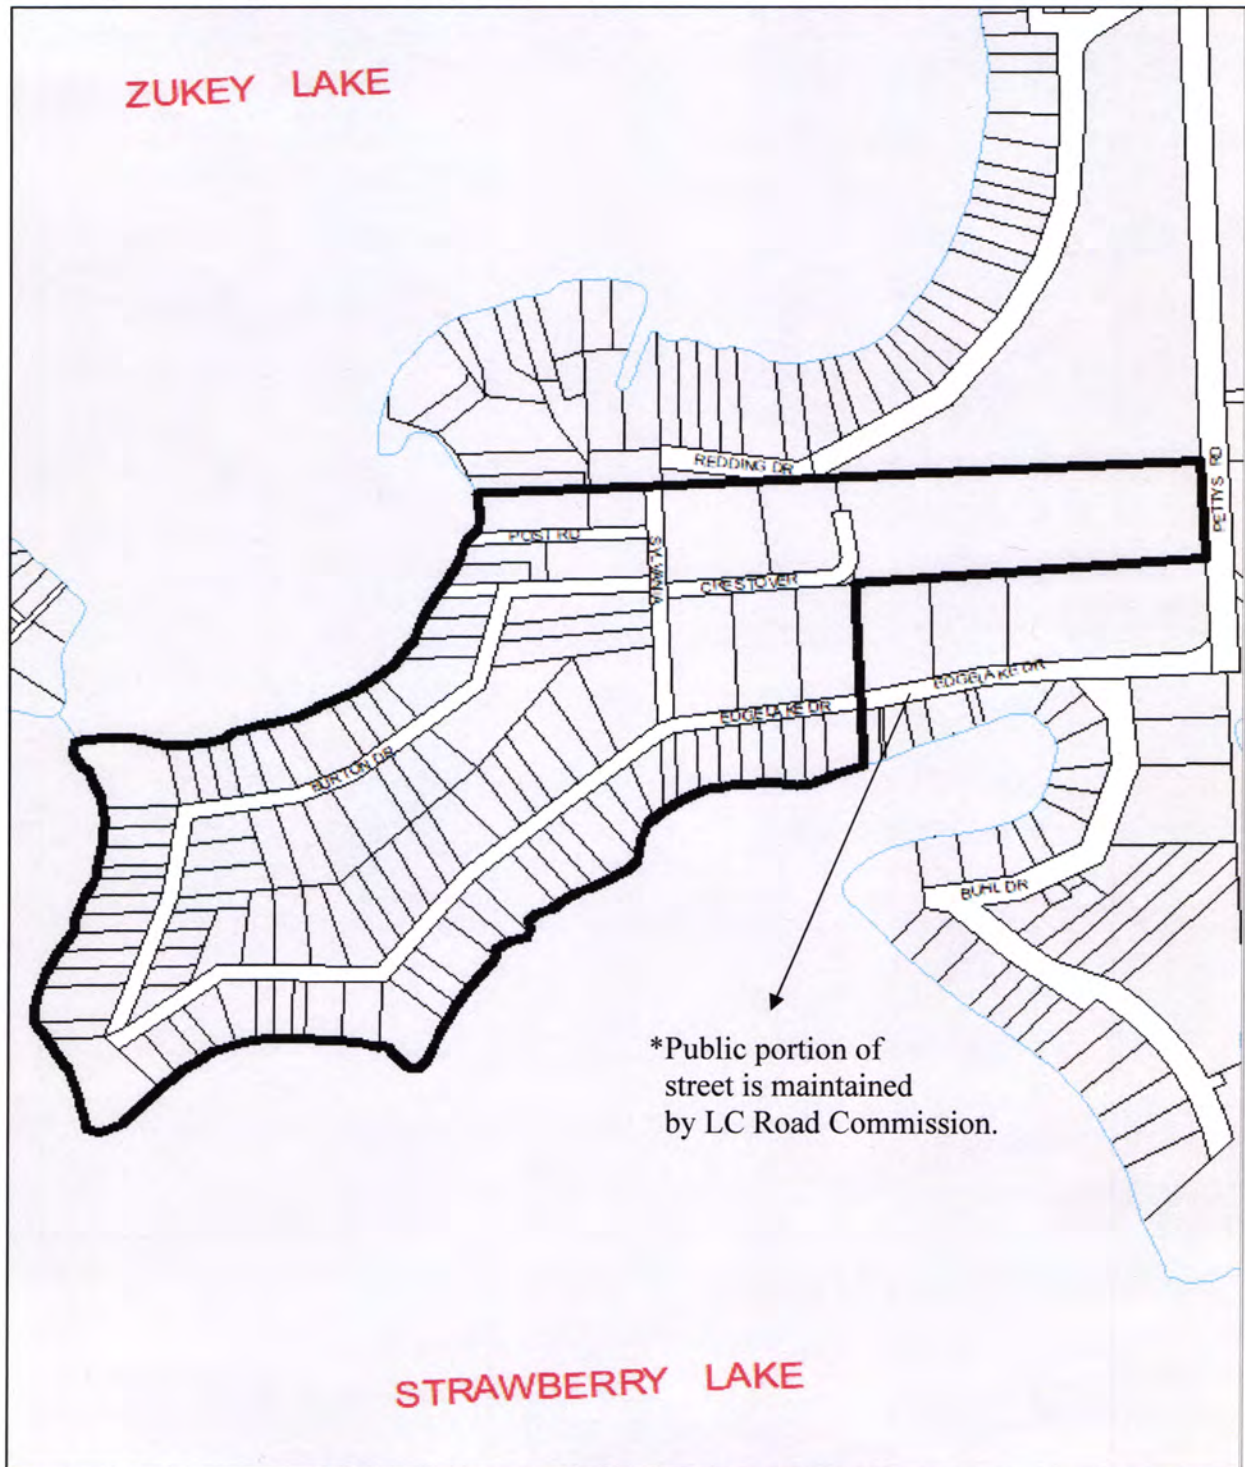 ZUKEY LAKE
REDDING DR
PETTYS RD
POST RD
SYLVANNA
CRESTOVER
EDGELAKE DR
EDGELAKE DR
BURTON DR
BUHL DR
*Public portion of
street is maintained
by LC Road Commission.
STRAWBERRY LAKE